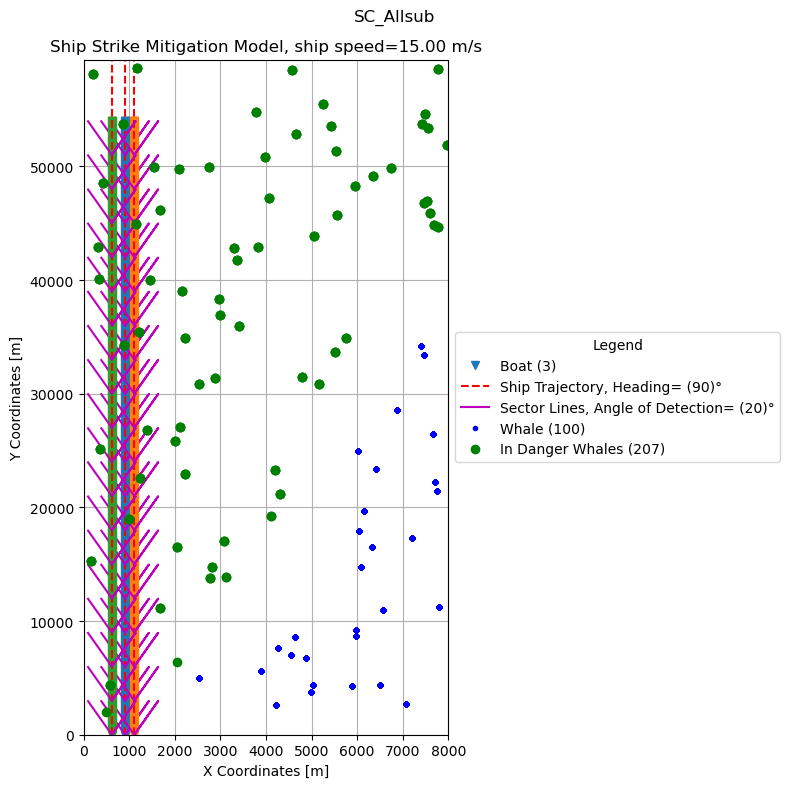 SC_Allsub
Ship Strike Mitigation Model, ship speed=15.00 m/s
Y Coordinates [m]
50000
40000
30000
20000
10000
0
0 1000 2000 3000 4000 5000 6000 7000 8000
X Coordinates [m]
Legend
Boat (3)
Ship Trajectory, Heading= (90)°
Sector Lines, Angle of Detection= (20)°
Whale (100)
In Danger Whales (207)